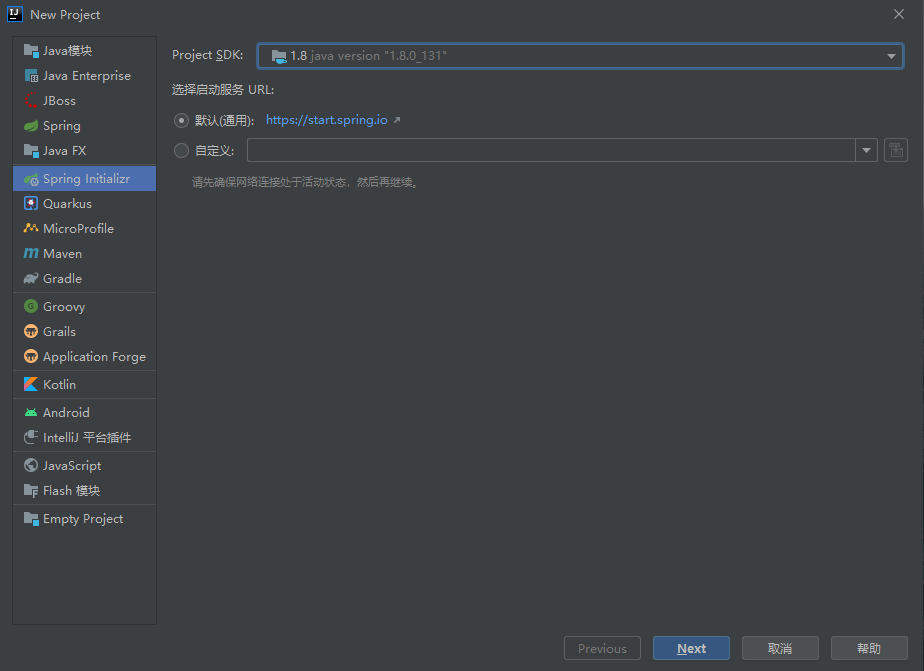 New Project
Java模块
Java Enterprise
JBoss
Spring
Java FX
Spring Initializr
Quarkus
MicroProfile
Maven
Gradle
Groovy
Grails
Application Forge
Kotlin
Android
IntelliJ 平台插件
JavaScript
Flash 模块
Empty Project
Project SDK: 1.8 java version "1.8.0_131"
选择启动服务 URL:
默认(通用): https://start.spring.io
自定义:
请先确保网络连接处于活动状态，然后再继续。
Previous Next 取消 帮助